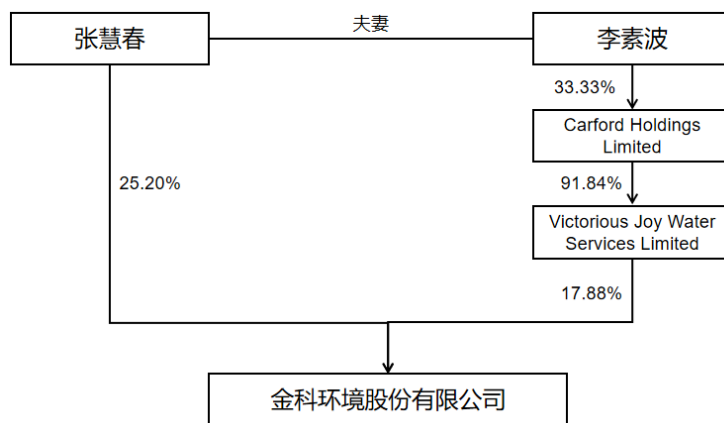 张慧春
夫妻
李素波
33.33%
Carford Holdings
Limited
25.20%
91.84%
Victorious Joy Water
Services Limited
17.88%
金科环境股份有限公司